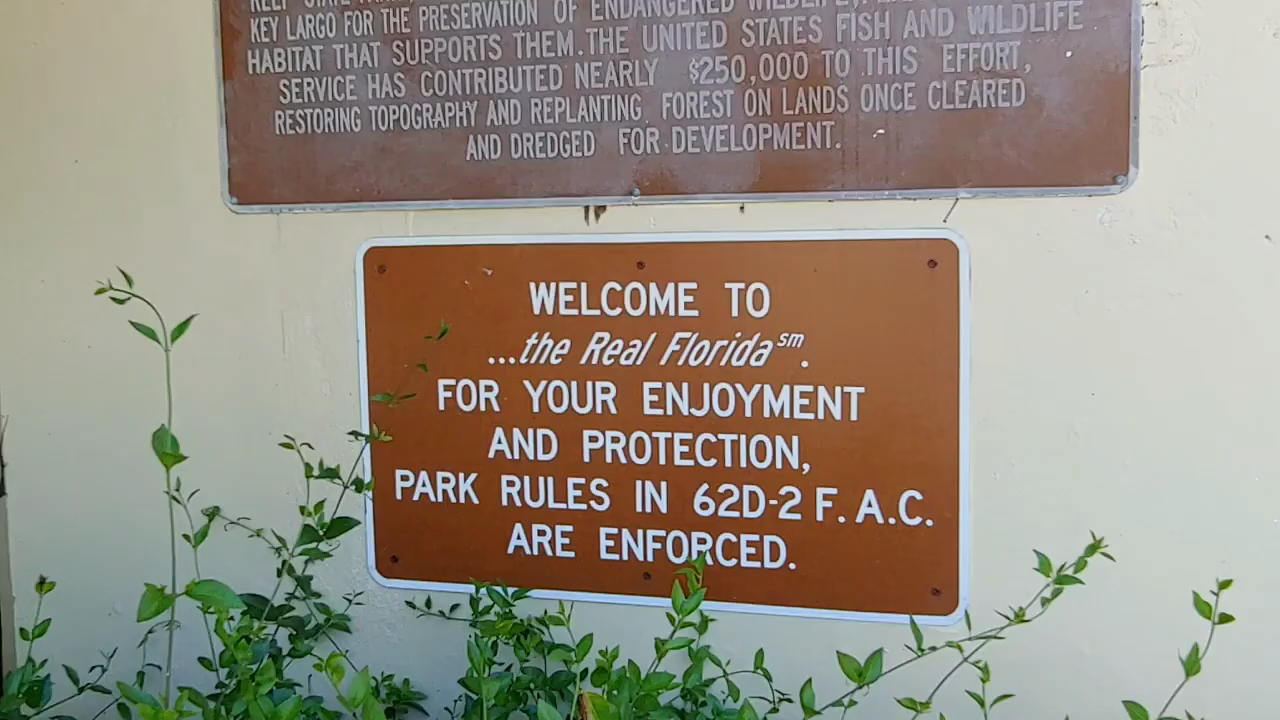 KEY LARGO FOR THE PRESERVATION OF ENDANGERED WILDLIFE,
HABITAT THAT SUPPORTS THEM. THE UNITED STATES FISH AND WILDLIFE
SERVICE HAS CONTRIBUTED NEARLY $250,000 TO THIS EFFORT,
RESTORING TOPOGRAPHY AND REPLANTING FOREST ON LANDS ONCE CLEARED
AND DREDGED FOR DEVELOPMENT.
WELCOME TO
...the Real Florida℠.
FOR YOUR ENJOYMENT
AND PROTECTION,
PARK RULES IN 62D-2 F.A.C.
ARE ENFORCED.